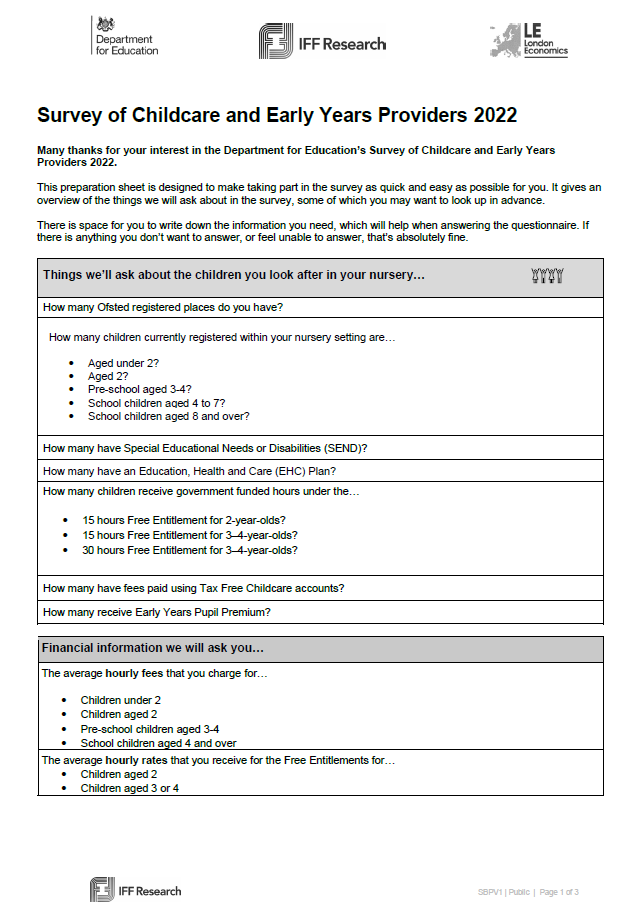 Department
for Education
IFF Research
LE
London
Economics
Survey of Childcare and Early Years Providers 2022
Many thanks for your interest in the Department for Education's Survey of Childcare and Early Years
Providers 2022.
This preparation sheet is designed to make taking part in the survey as quick and easy as possible for you. It gives an
overview of the things we will ask about in the survey, some of which you may want to look up in advance.
There is space for you to write down the information you need, which will help when answering the questionnaire. If
there is anything you don't want to answer, or feel unable to answer, that's absolutely fine.
Things we'll ask about the children you look after in your nursery…
How many Ofsted registered places do you have?
How many children currently registered within your nursery setting are…
• Aged under 2?
• Aged 2?
• Pre-school aged 3-4?
• School children aged 4 to 7?
• School children aged 8 and over?
How many have Special Educational Needs or Disabilities (SEND)?
How many have an Education, Health and Care (EHC) Plan?
How many children receive government funded hours under the…
• 15 hours Free Entitlement for 2-year-olds?
• 15 hours Free Entitlement for 3–4-year-olds?
• 30 hours Free Entitlement for 3–4-year-olds?
How many have fees paid using Tax Free Childcare accounts?
How many receive Early Years Pupil Premium?
Financial information we will ask you…
The average hourly fees that you charge for…
• Children under 2
• Children aged 2
• Pre-school children aged 3-4
• School children aged 4 and over
The average hourly rates that you receive for the Free Entitlements for…
• Children aged 2
• Children aged 3 or 4
IFF Research
SBPV1 | Public | Page 1 of 3